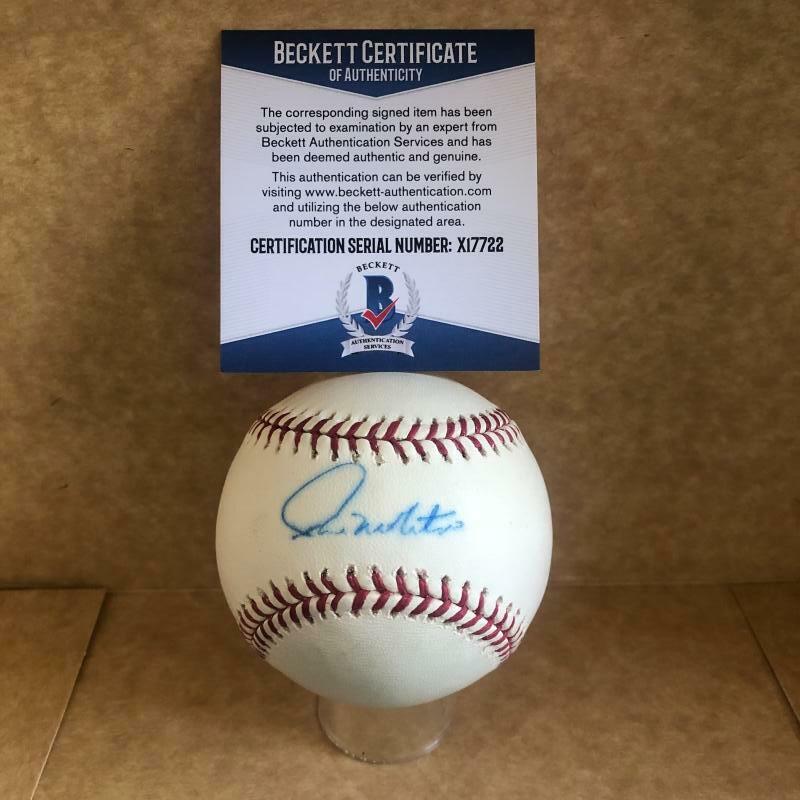 BECKETT CERTIFICATE
OF AUTHENTICITY
The corresponding signed item has been
subjected to examination by an expert from
Beckett Authentication Services and has
been deemed authentic and genuine.
This authentication can be verified by
visiting www.beckett-authentication.com
and utilizing the below authentication
number in the designated area.
CERTIFICATION SERIAL NUMBER: X17722
BECKETT
B
AUTHENTICATION
SERVICES